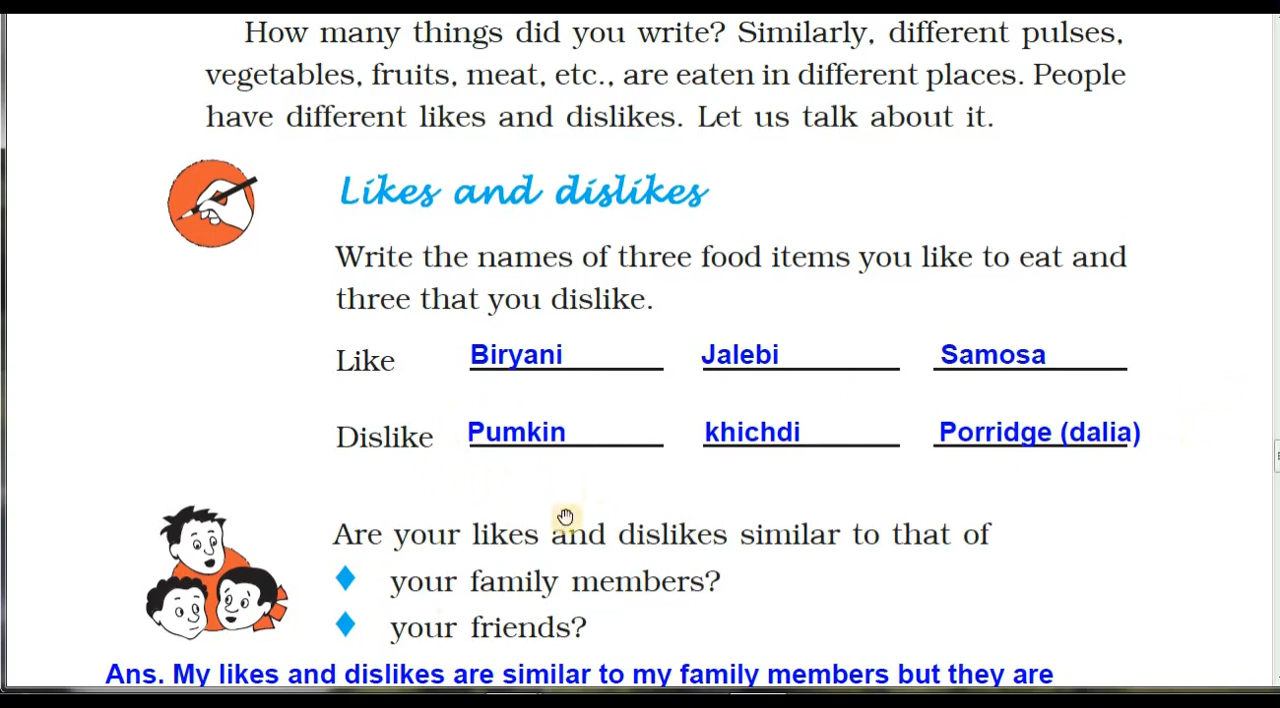 How many things did you write? Similarly, different pulses,
vegetables, fruits, meat, etc., are eaten in different places. People
have different likes and dislikes. Let us talk about it.
Likes and dislikes
Write the names of three food items you like to eat and
three that you dislike.
Like Biryani Jalebi Samosa
Dislike Pumkin khichdi Porridge (dalia)
Are your likes and dislikes similar to that of
your family members?
your friends?
Ans. My likes and dislikes are similar to my family members but they are